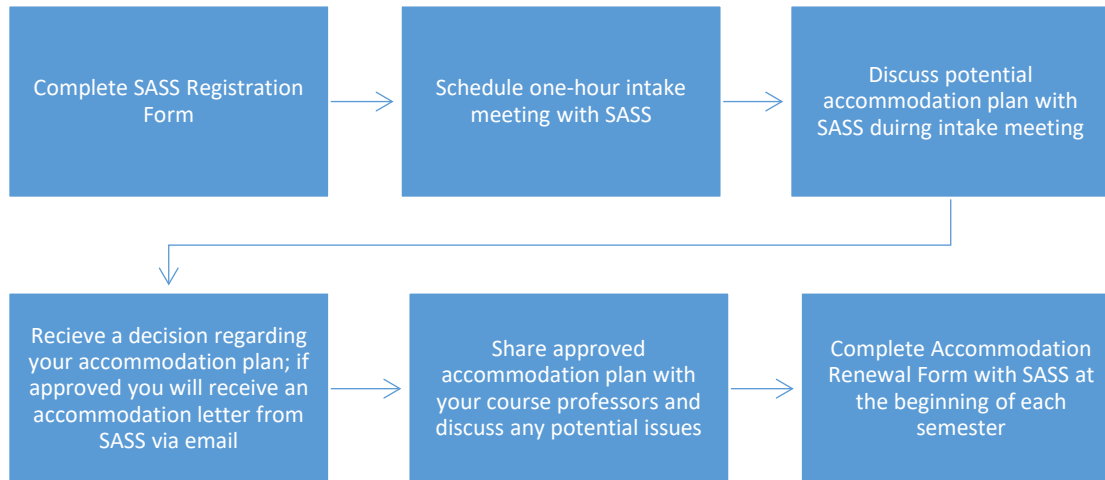 Complete SASS Registration
Form
Schedule one-hour intake
meeting with SASS
Discuss potential
accommodation plan with
SASS duirng intake meeting
Recieve a decision regarding
your accommodation plan; if
approved you will receive an
accommodation letter from
SASS via email
Share approved
accommodation plan with
your course professors and
discuss any potential issues
Complete Accommodation
Renewal Form with SASS at
the beginning of each
semester